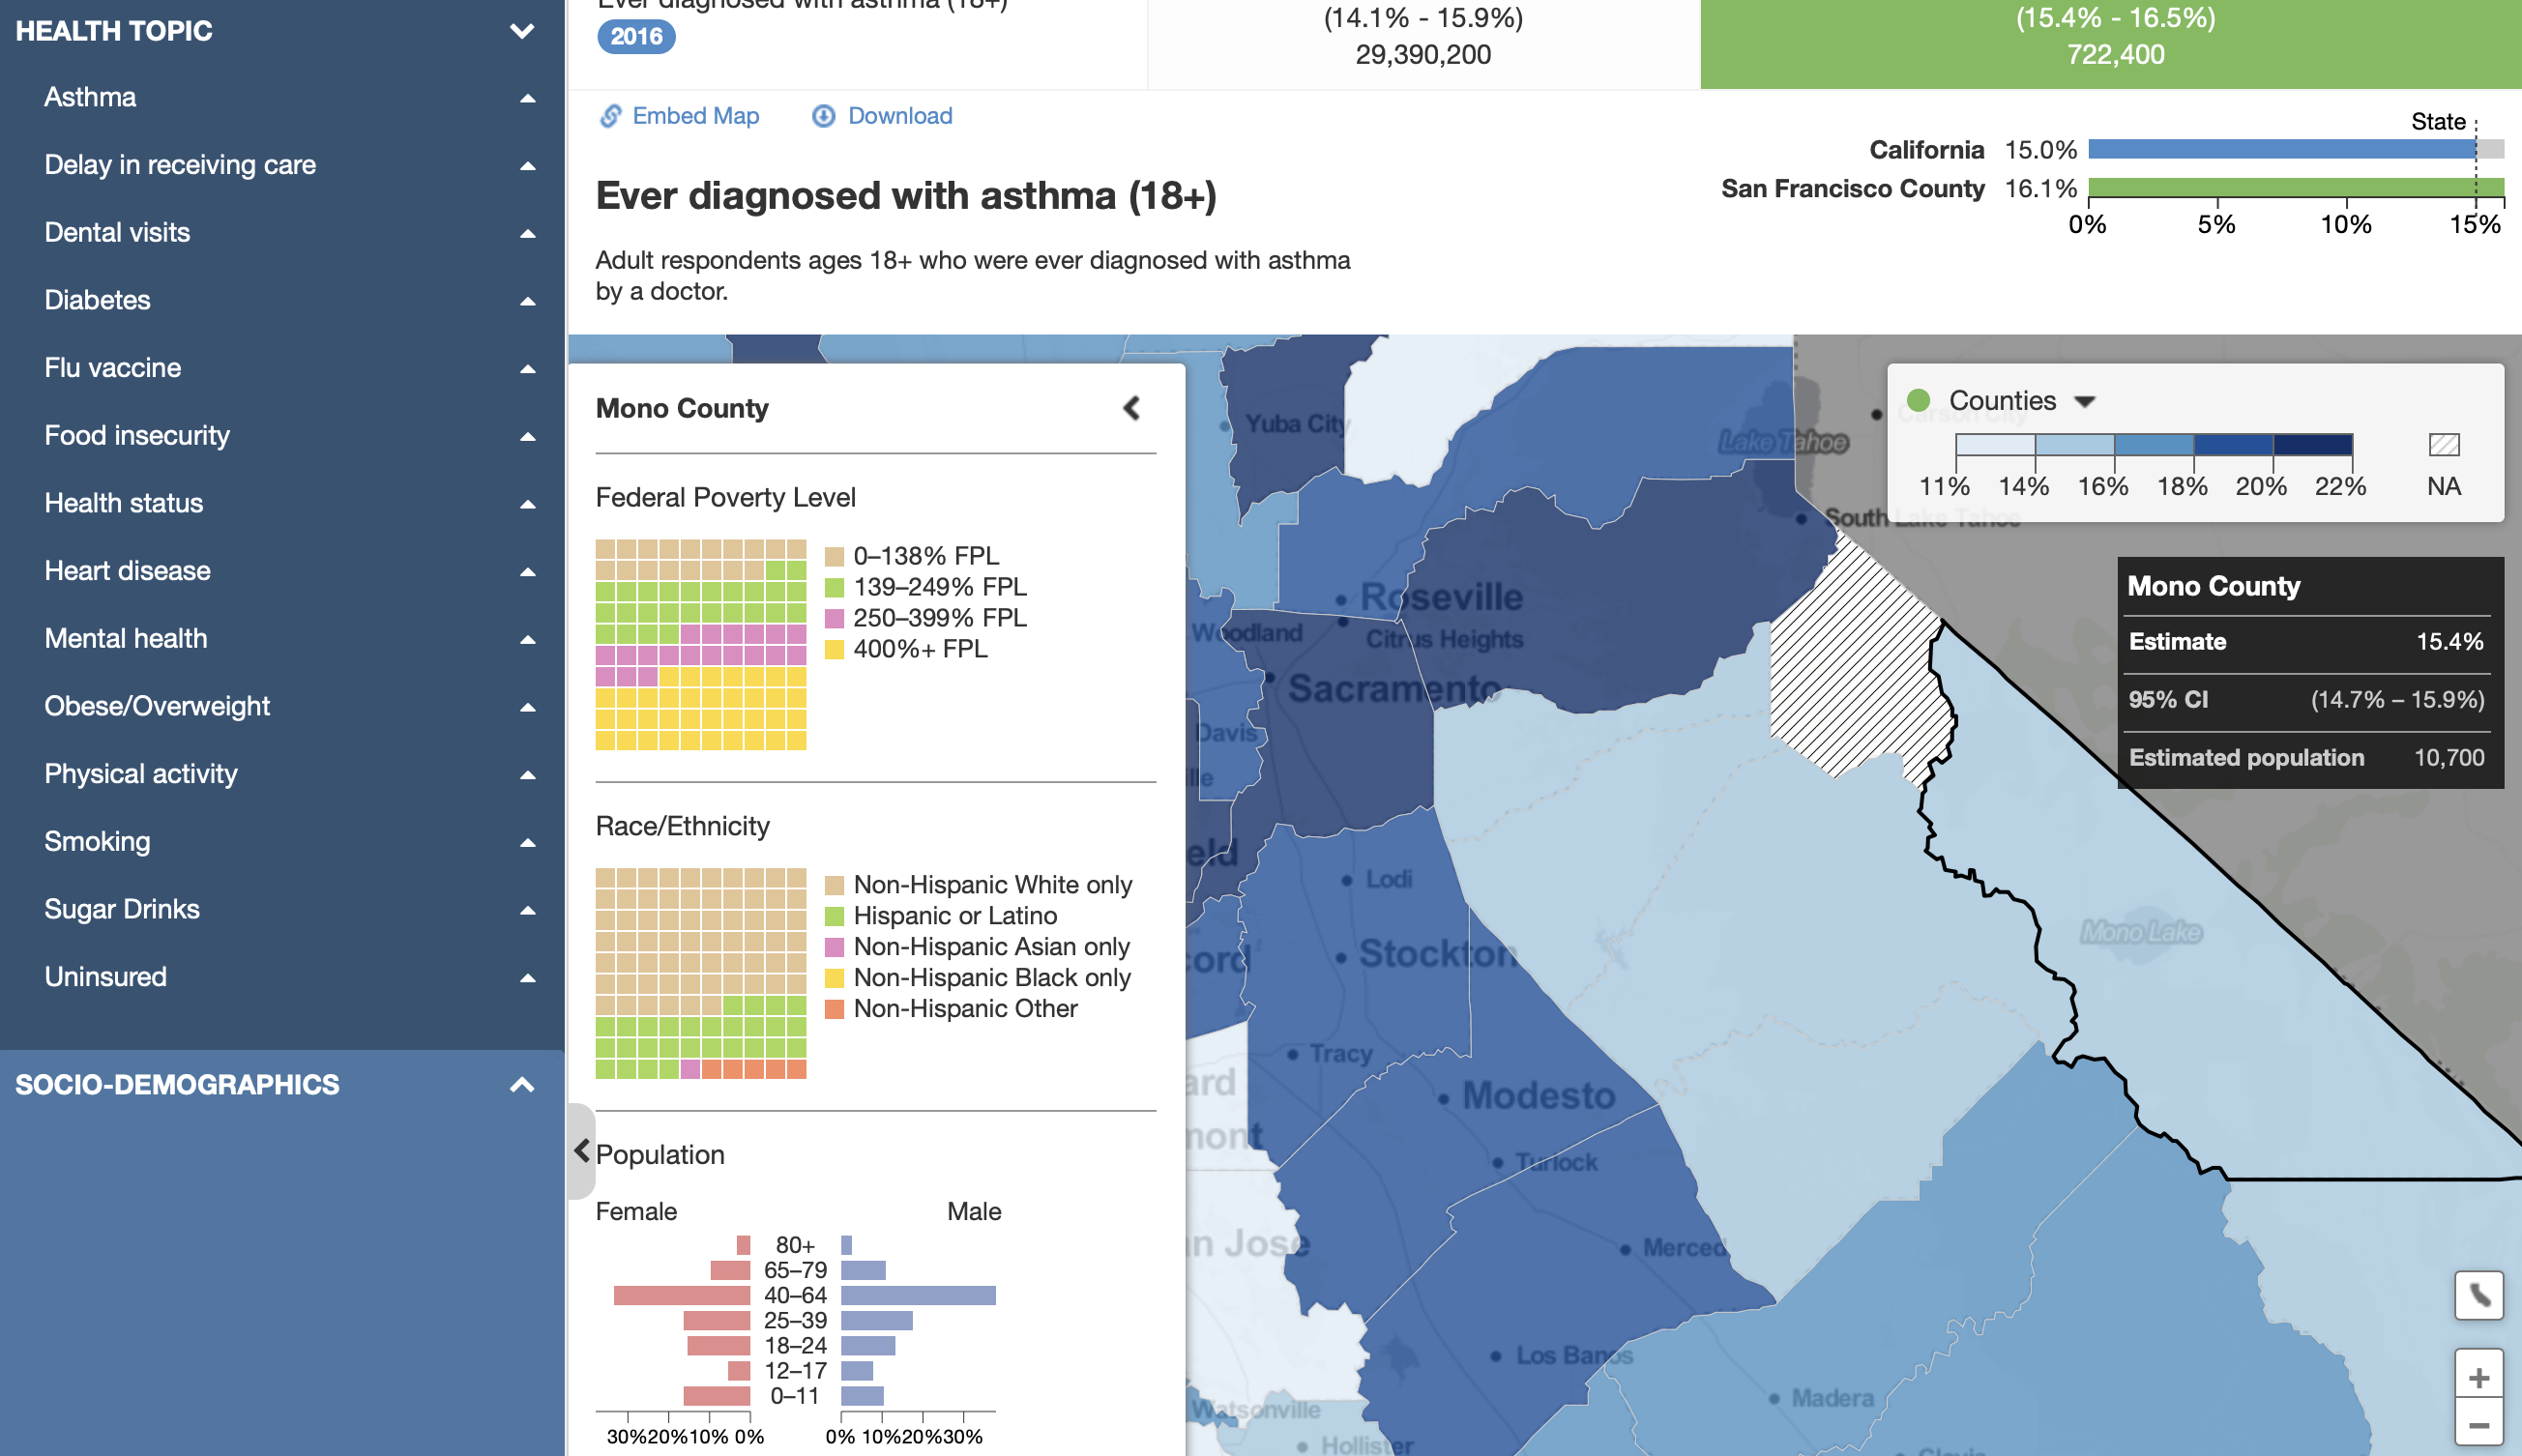 HEALTH TOPIC
Asthma
Delay in receiving care
Dental visits
Diabetes
Flu vaccine
Food insecurity
Health status
Heart disease
Mental health
Obese/Overweight
Physical activity
Smoking
Sugar Drinks
Uninsured
SOCIO-DEMOGRAPHICS
Ever diagnosed with asthma (18+)
2016
(14.1% - 15.9%)
29,390,200
(15.4% - 16.5%)
722,400
Embed Map
Download
State
California 15.0%
San Francisco County 16.1%
0% 5% 10% 15%
Ever diagnosed with asthma (18+)
Adult respondents ages 18+ who were ever diagnosed with asthma
by a doctor.
Mono County
Federal Poverty Level
0–138% FPL
139–249% FPL
250–399% FPL
400%+ FPL
Race/Ethnicity
Non-Hispanic White only
Hispanic or Latino
Non-Hispanic Asian only
Non-Hispanic Black only
Non-Hispanic Other
Population
Female Male
80+
65–79
40–64
25–39
18–24
12–17
0–11
30% 20% 10% 0% 0% 10% 20% 30%
Counties
11% 14% 16% 18% 20% 22% NA
Mono County
Estimate 15.4%
95% CI (14.7% – 15.9%)
Estimated population 10,700
Carson City
Yuba City
Lake Tahoe
South Lake Tahoe
Roseville
Woodland
Citrus Heights
Sacramento
Davis
ille
eld
Lodi
cord
Stockton
Mono Lake
Tracy
ard
Modesto
mont
Turlock
n Jose
Merced
Los Banos
Madera
Watsonville
Hollister
Clovis
+
−